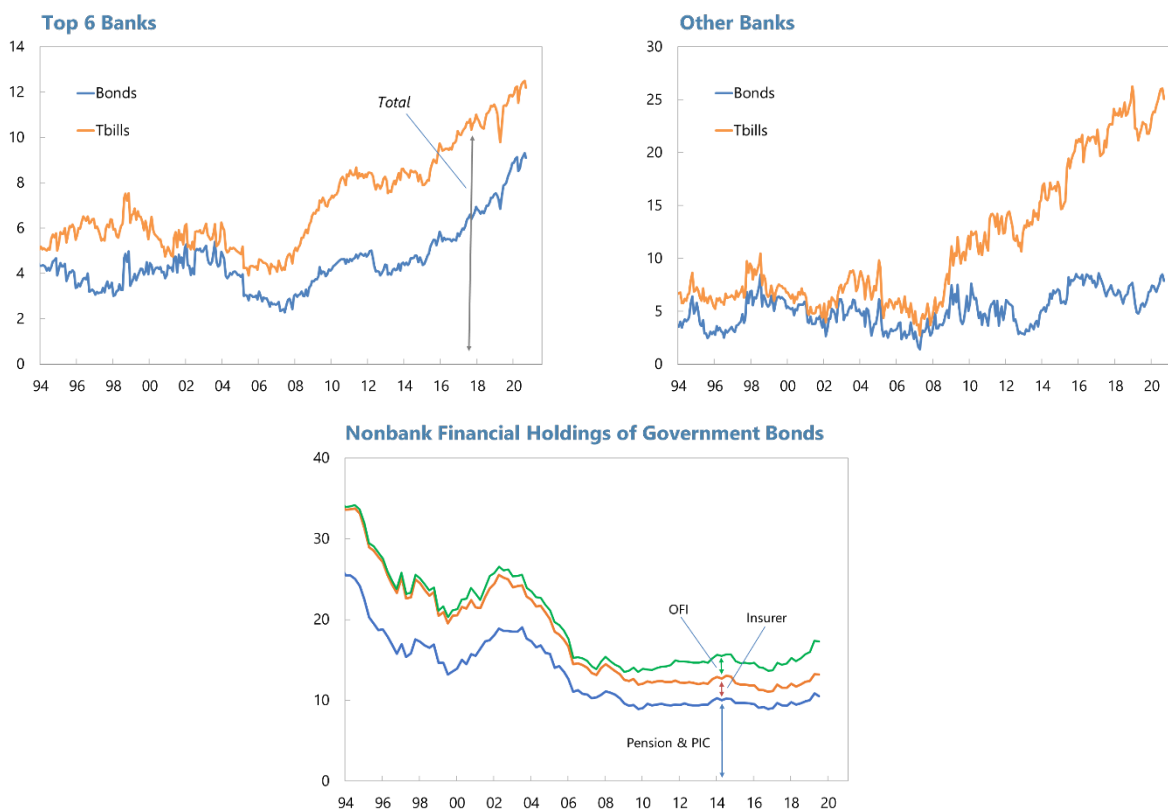 Top 6 Banks
14
12
10
8
6
4
2
0
Bonds
Tbills
Total
94 96 98 00 02 04 06 08 10 12 14 16 18 20
Other Banks
30
25
20
15
10
5
0
Bonds
Tbills
94 96 98 00 02 04 06 08 10 12 14 16 18 20
Nonbank Financial Holdings of Government Bonds
40
30
20
10
0
OFI
Insurer
Pension & PIC
94 96 98 00 02 04 06 08 10 12 14 16 18 20